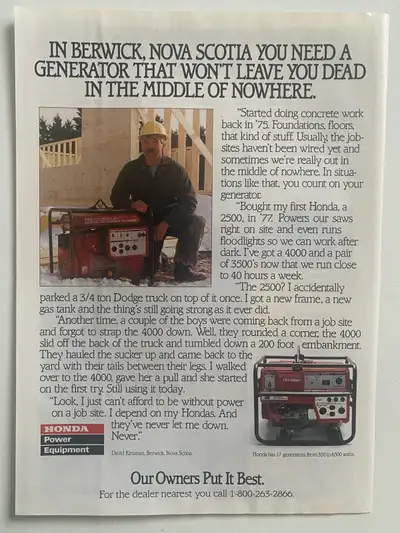 IN BERWICK, NOVA SCOTIA YOU NEED A
GENERATOR THAT WON'T LEAVE YOU DEAD
IN THE MIDDLE OF NOWHERE.
"Started doing concrete work
back in '75. Foundations, floors,
that kind of stuff. Usually, the job-
sites haven't been wired yet and
sometimes we're really out in
the middle of nowhere. In situa-
tions like that, you count on your
generator.
"Bought my first Honda, a
2500, in '77. Powers our saws
right on site and even runs
floodlights so we can work after
dark. I've got a 4000 and a pair
of 3500's now that we run close
to 40 hours a week.
"The 2500? I accidentally
parked a 3/4 ton Dodge truck on top of it once. I got a new frame, a new
gas tank and the thing's still going strong as it ever did.
"Another time, a couple of the boys were coming back from a job site
and forgot to strap the 4000 down. Well, they rounded a corner, the 4000
slid off the back of the truck and tumbled down a 200 foot embankment.
They hauled the sucker up and came back to the
yard with their tails between their legs. I walked
over to the 4000, gave her a pull and she started
on the first try. Still using it today.
"Look, I just can't afford to be without power
on a job site. I depend on my Hondas. And
they've never let me down.
Never."
HONDA
Power
Equipment
David Kinsman, Berwick, Nova Scotia
Honda has 17 generators, from 350 to 6500 watts.
Our Owners Put It Best.
For the dealer nearest you call 1-800-263-2866.